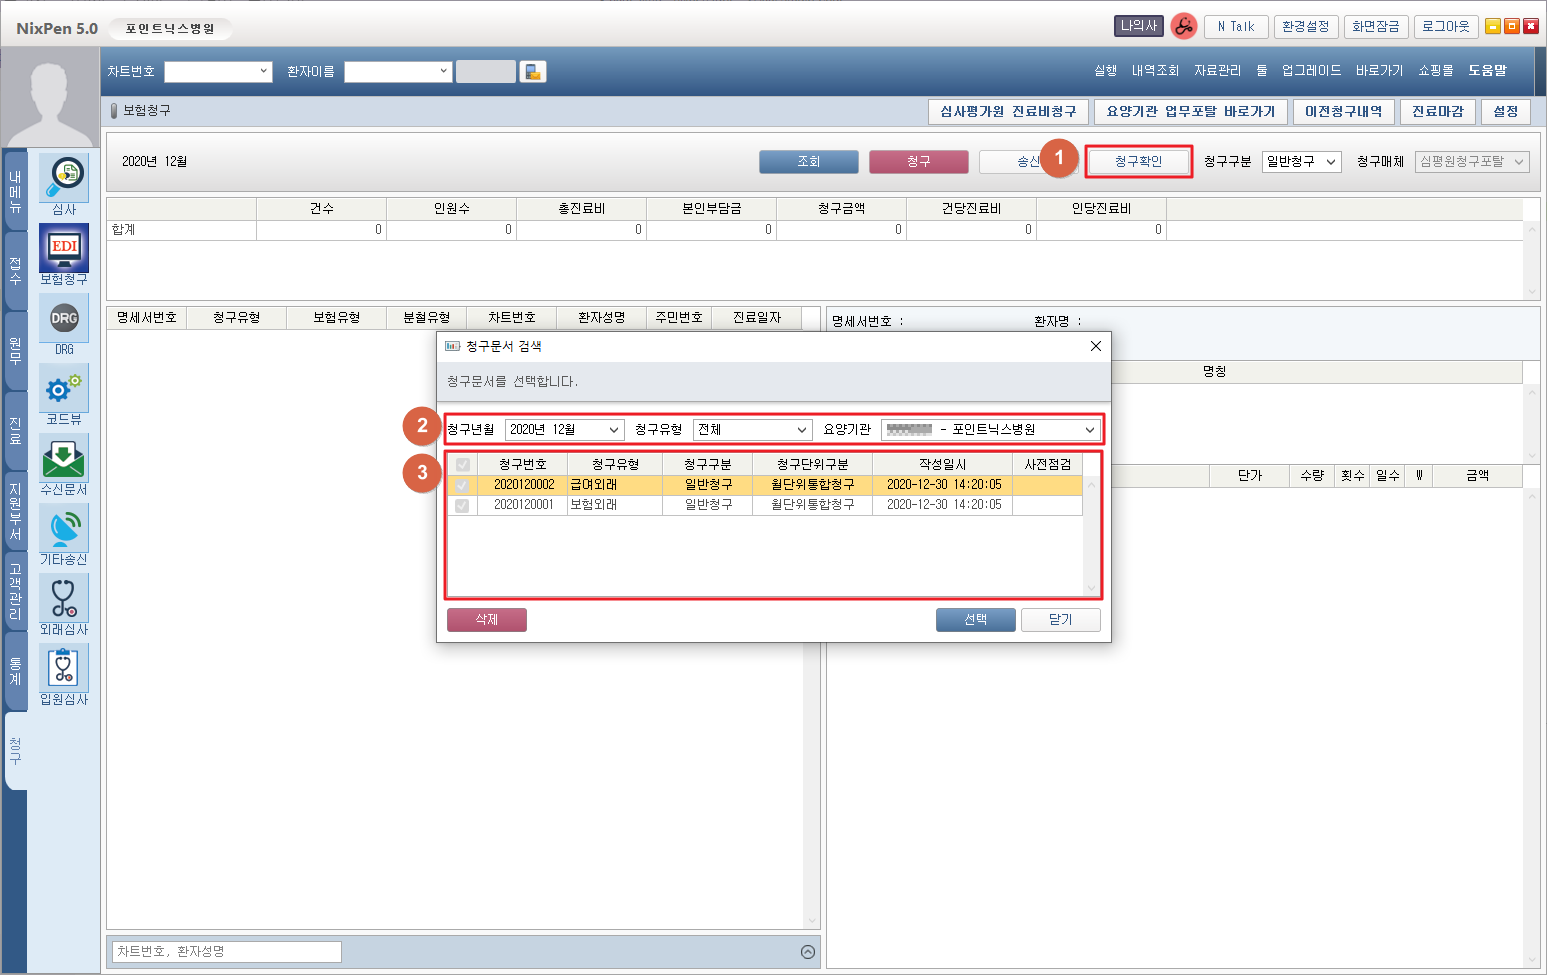 NixPen 5.0 포인트닉스병원 나의사 N Talk 환경설정 화면잠금 로그아웃
차트번호 환자이름 실행 내역조회 자료관리 툴 업그레이드 바로가기 쇼핑몰 도움말
보험청구 심사평가원 진료비청구 요양기관 업무포탈 바로가기 이전청구내역 진료마감 설정
2020년 12월 조회 청구 송신 1 청구확인 청구구분 일반청구 청구매체 심평원청구포탈
내메뉴
접수
원무
진료
지원부서
고객관리
통계
청구
심사
EDI
보험청구
DRG
DRG
코드뷰
수신문서
기타송신
외래심사
입원심사
건수 인원수 총진료비 본인부담금 청구금액 건당진료비 인당진료비
합계 0 0 0 0 0 0 0
명세서번호 청구유형 보험유형 분철유형 차트번호 환자성명 주민번호 진료일자
명세서번호 : 환자명 :
명칭
단가 수량 횟수 일수 W 금액
청구문서 검색
청구문서를 선택합니다.
2 청구년월 2020년 12월 청구유형 전체 요양기관 - 포인트닉스병원
3 청구번호 청구유형 청구구분 청구단위구분 작성일시 사전점검
2020120002 급여외래 일반청구 월단위통합청구 2020-12-30 14:20:05
2020120001 보험외래 일반청구 월단위통합청구 2020-12-30 14:20:05
삭제 선택 닫기
차트번호, 환자성명